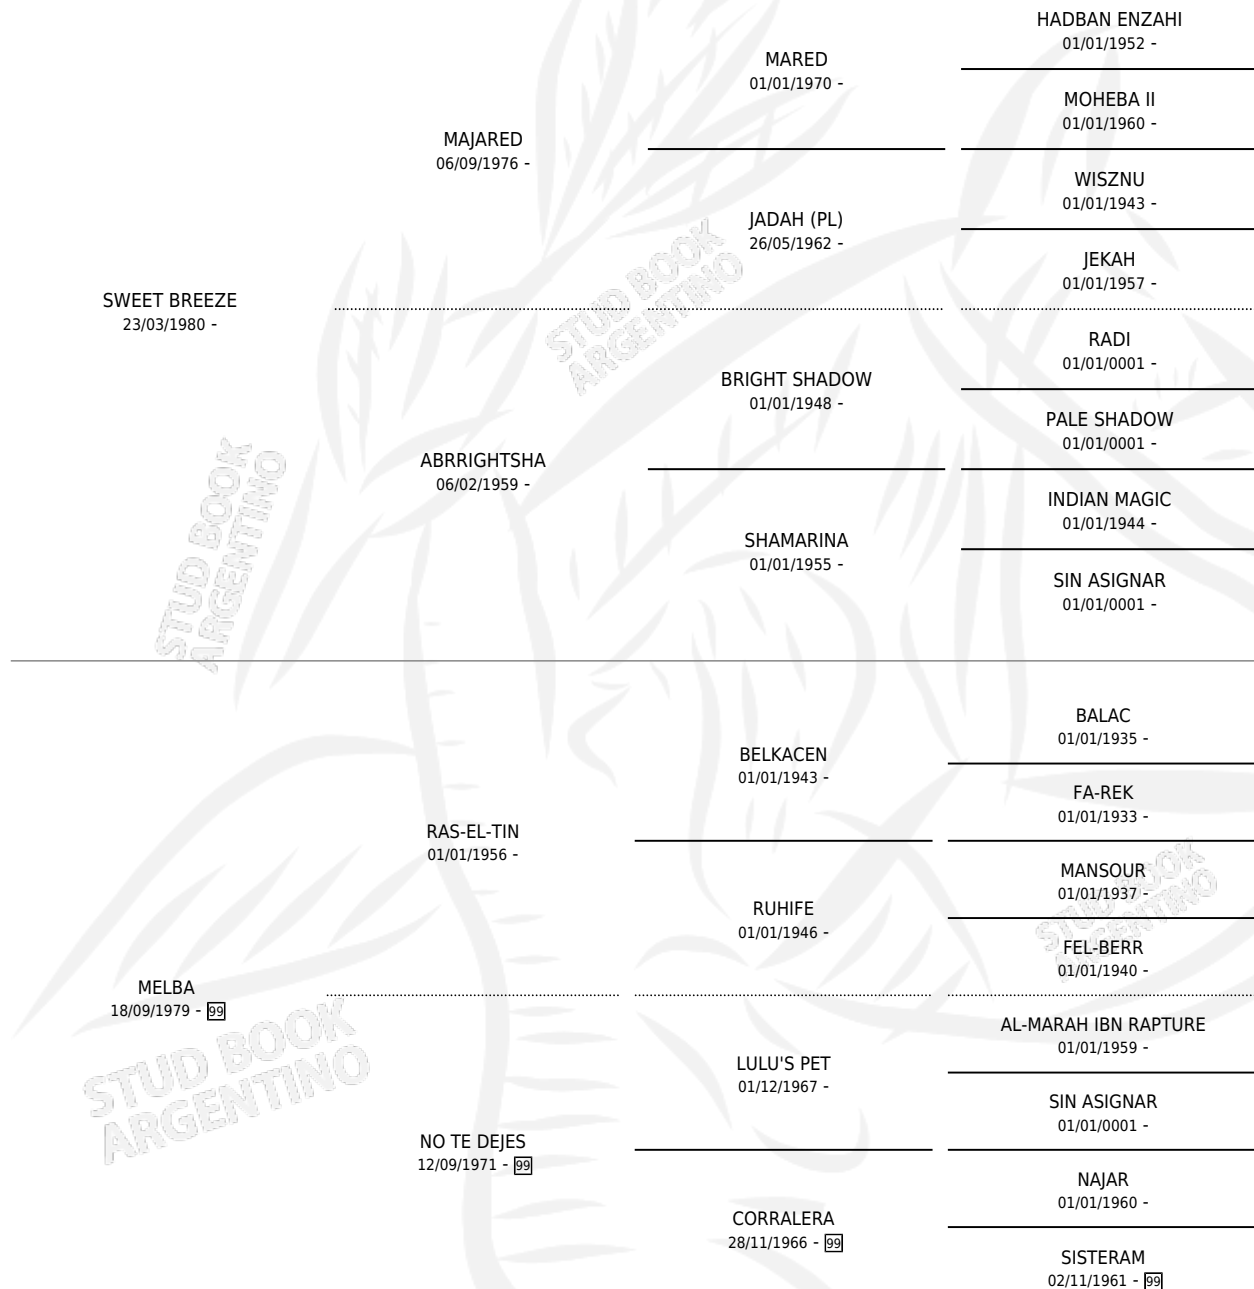 HADBAN ENZAHI
01/01/1952 -
MARED
01/01/1970 -
MOHEBA II
01/01/1960 -
MAJARED
06/09/1976 -
WISZNU
01/01/1943 -
JADAH (PL)
26/05/1962 -
JEKAH
01/01/1957 -
SWEET BREEZE
23/03/1980 -
RADI
01/01/0001 -
BRIGHT SHADOW
01/01/1948 -
PALE SHADOW
01/01/0001 -
ABRRIGHTSHA
06/02/1959 -
INDIAN MAGIC
01/01/1944 -
SHAMARINA
01/01/1955 -
SIN ASIGNAR
01/01/0001 -
BALAC
01/01/1935 -
BELKACEN
01/01/1943 -
FA-REK
01/01/1933 -
RAS-EL-TIN
01/01/1956 -
MANSOUR
01/01/1937 -
RUHIFE
01/01/1946 -
FEL-BERR
01/01/1940 -
MELBA
18/09/1979 - 99
AL-MARAH IBN RAPTURE
01/01/1959 -
LULU'S PET
01/12/1967 -
SIN ASIGNAR
01/01/0001 -
NO TE DEJES
12/09/1971 - 99
NAJAR
01/01/1960 -
CORRALERA
28/11/1966 - 99
SISTERAM
02/11/1961 - 99
STUD BOOK
ARGENTINO
STUD BOOK
ARGENTINO
STUD BOOK
ARGENTINO
STUD BOOK
ARGENTINO